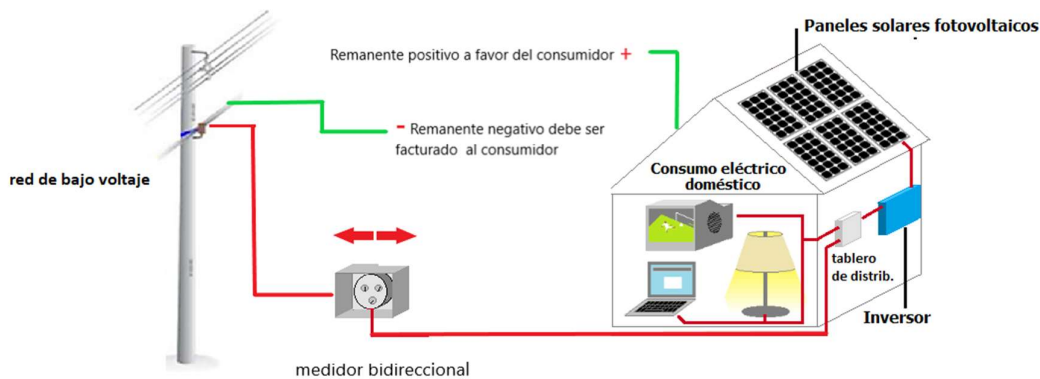 Paneles solares fotovoltaicos
Remanente positivo a favor del consumidor +
- Remanente negativo debe ser
facturado al consumidor
red de bajo voltaje
Consumo eléctrico
doméstico
tablero
de distrib.
Inversor
medidor bidireccional